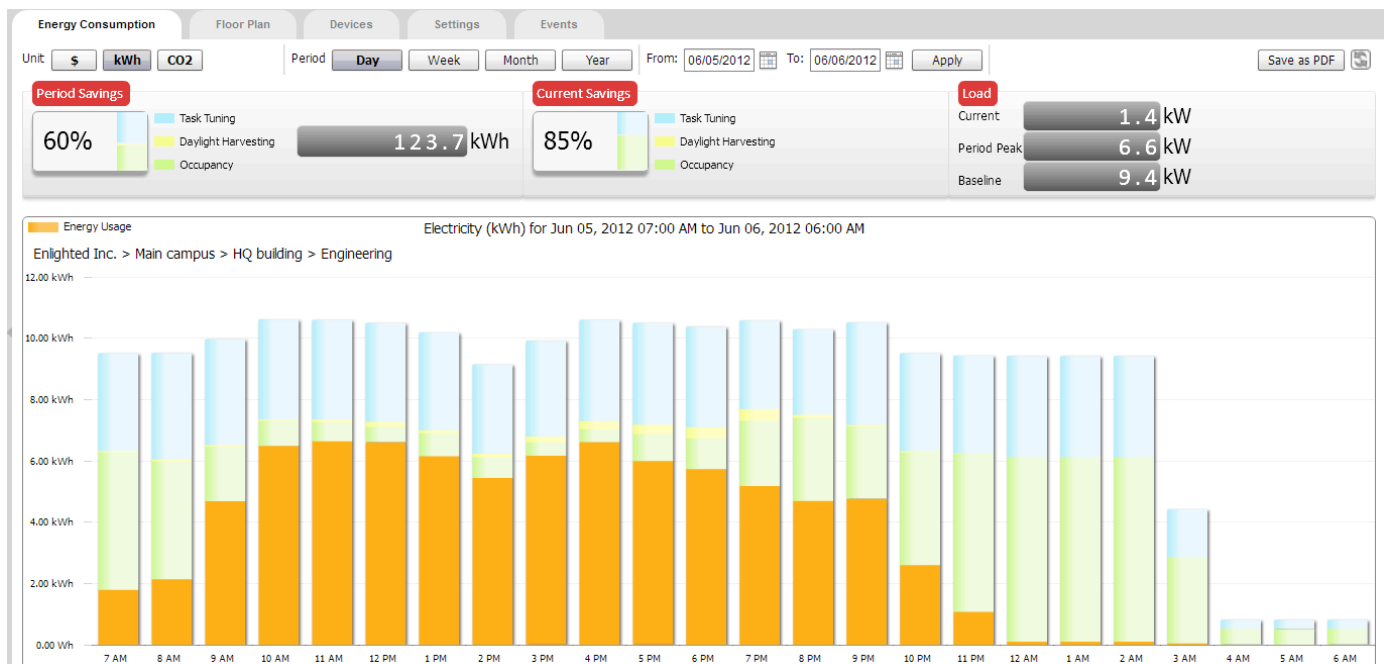 Energy Consumption Floor Plan Devices Settings Events
Unit $ kWh CO2 Period Day Week Month Year From: 06/05/2012 To: 06/06/2012 Apply Save as PDF
Period Savings Current Savings Load
60% Task Tuning Daylight Harvesting Occupancy 123.7 kWh
85% Task Tuning Daylight Harvesting Occupancy
Current 1.4 kW
Period Peak 6.6 kW
Baseline 9.4 kW
Energy Usage Electricity (kWh) for Jun 05, 2012 07:00 AM to Jun 06, 2012 06:00 AM
Enlighted Inc. > Main campus > HQ building > Engineering
12.00 kWh
10.00 kWh
8.00 kWh
6.00 kWh
4.00 kWh
2.00 kWh
0.00 kWh
7 AM 8 AM 9 AM 10 AM 11 AM 12 PM 1 PM 2 PM 3 PM 4 PM 5 PM 6 PM 7 PM 8 PM 9 PM 10 PM 11 PM 12 AM 1 AM 2 AM 3 AM 4 AM 5 AM 6 AM